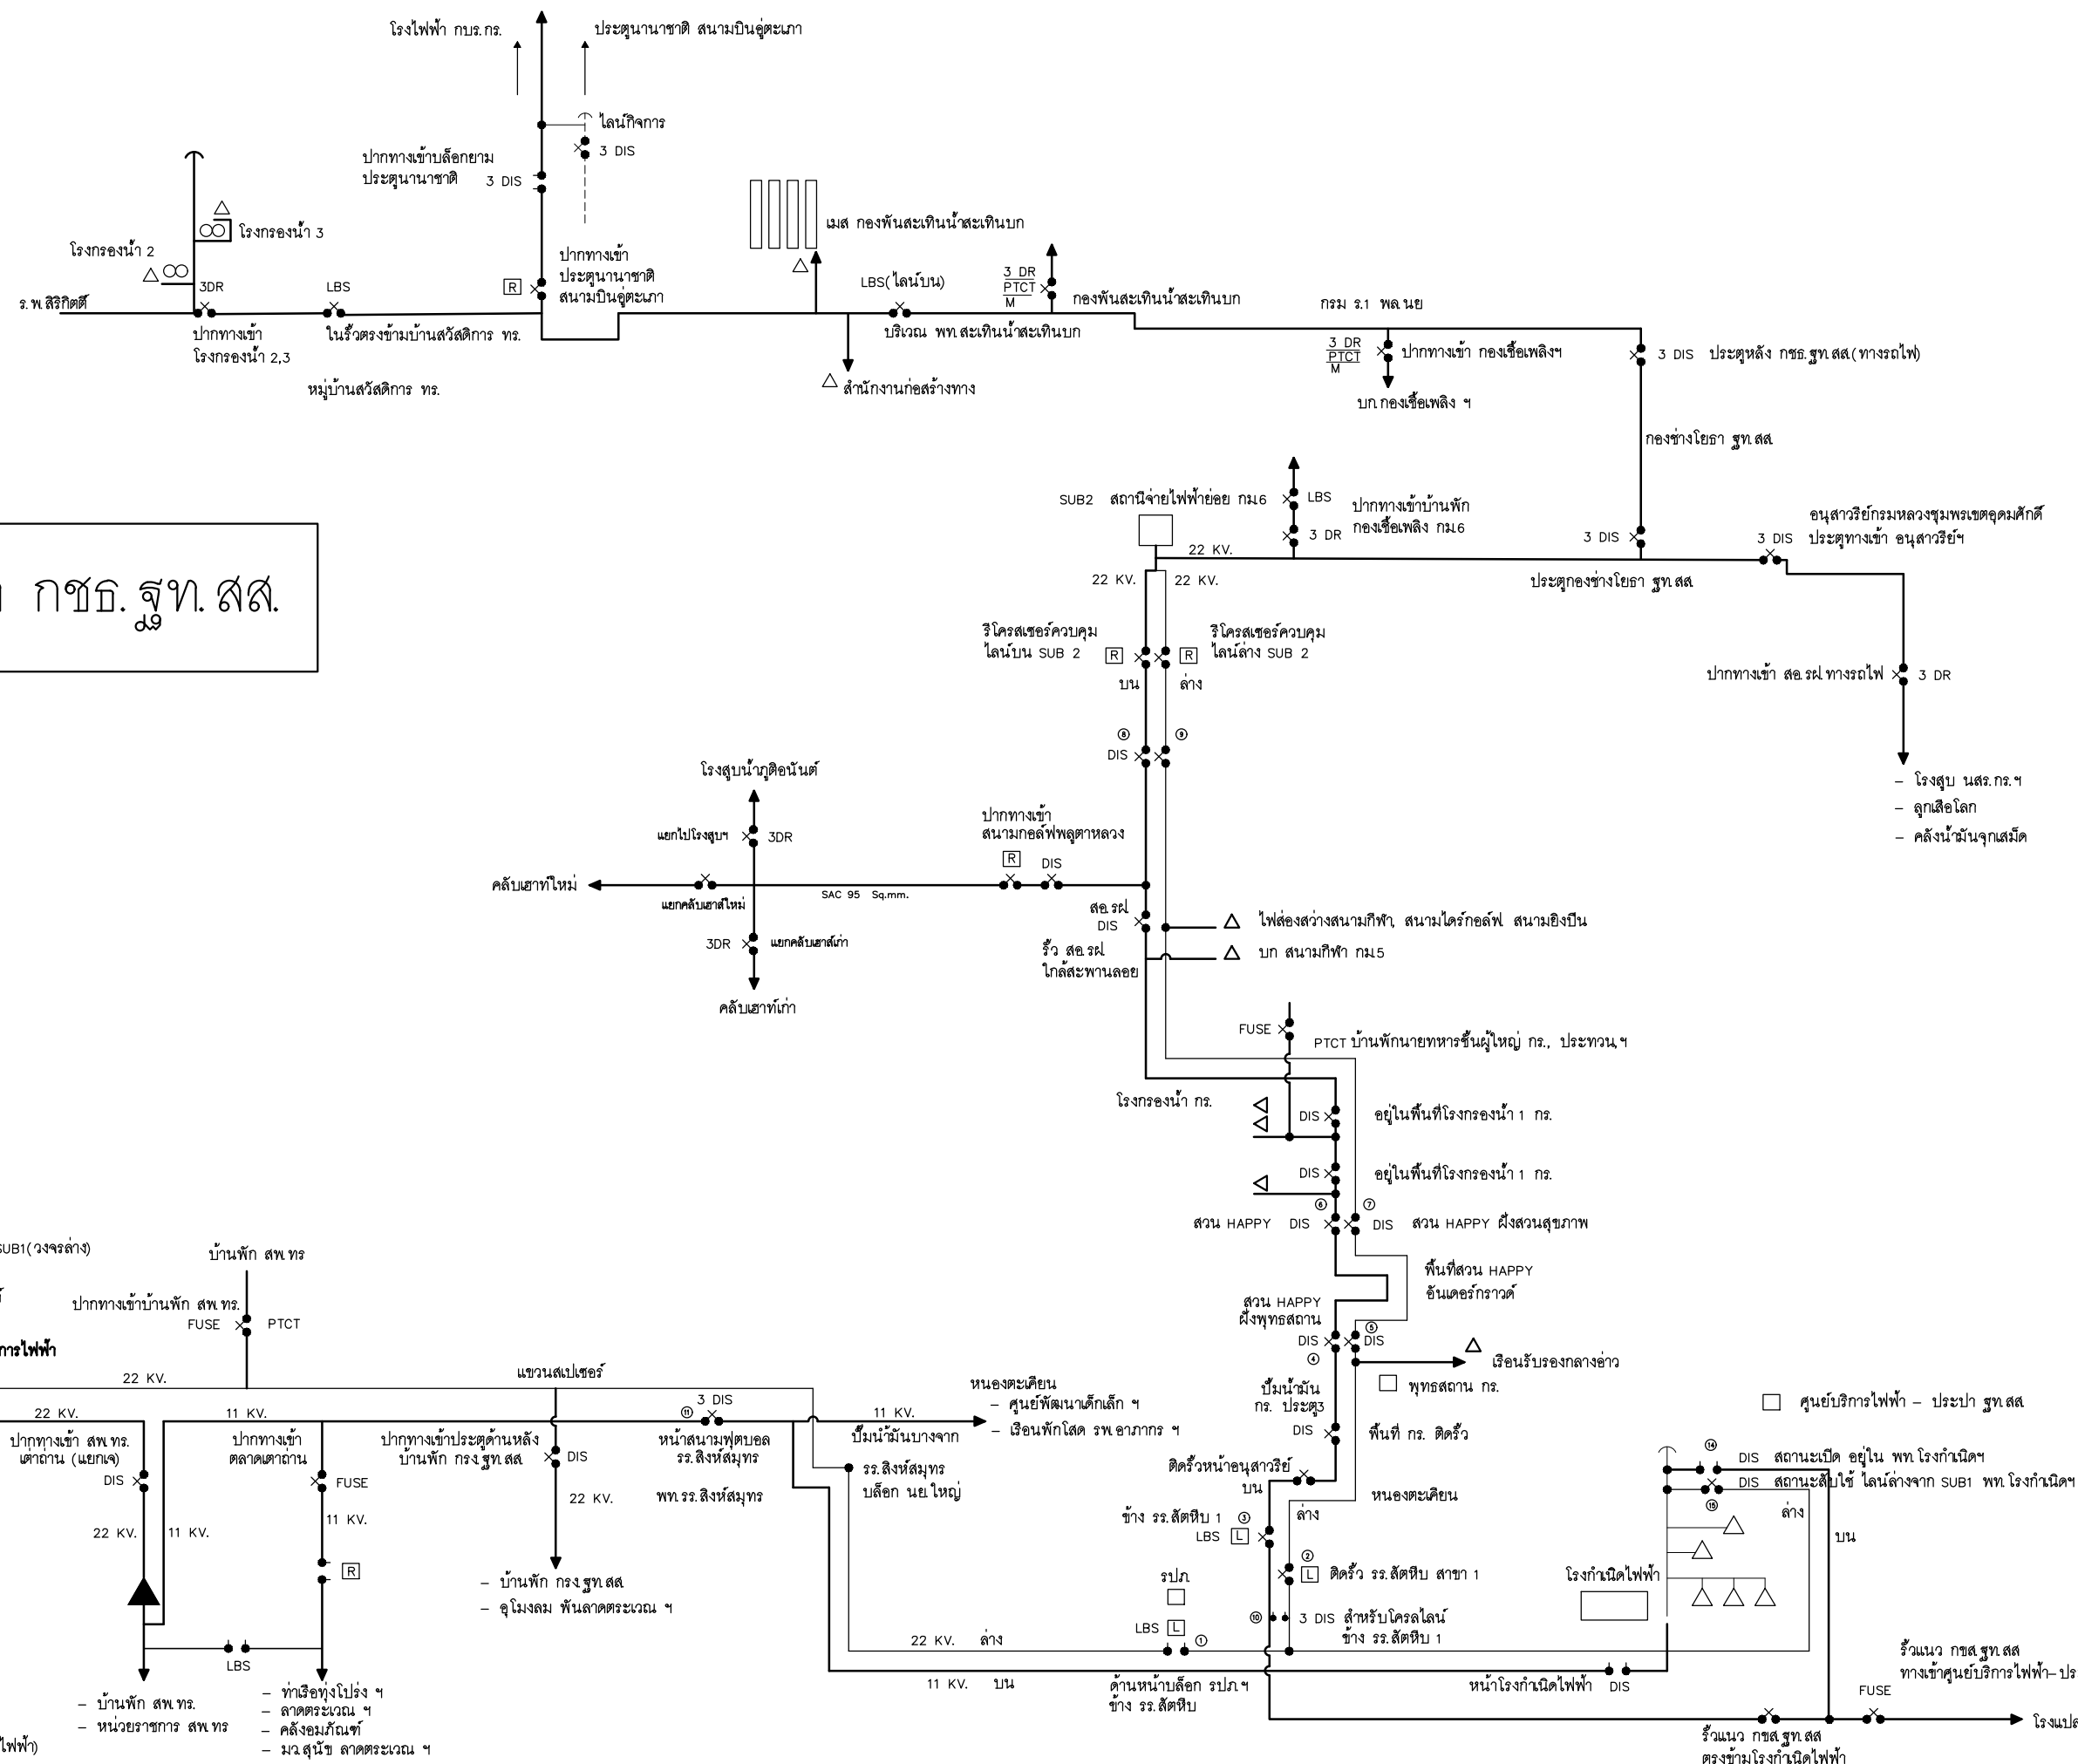 โรงไฟฟ้า กบร.กร.
ประตูนานาชาติ สนามบินอู่ตะเภา
ไลน์กิจการ
3 DIS
ปากทางเข้าบล็อกยาม
ประตูนานาชาติ
3 DIS
โรงกรองน้ำ 3
โรงกรองน้ำ 2
ร.พ.สิริกิตติ์
3DR
ปากทางเข้า
โรงกรองน้ำ 2,3
LBS
ในรั้วตรงข้ามบ้านสวัสดิการ ทร.
หมู่บ้านสวัสดิการ ทร.
R
ปากทางเข้า
ประตูนานาชาติ
สนามบินอู่ตะเภา
เมส กองพันสะเทินน้ำสะเทินบก
LBS(ไลน์บน)
บริเวณ พท.สะเทินน้ำสะเทินบก
3 DR
PTCT
M
กองพันสะเทินน้ำสะเทินบก
สำนักงานก่อสร้างทาง
กรม ร.1 พล.นย
3 DR
PTCT
M
ปากทางเข้า กองเชื้อเพลิงฯ
บก.กองเชื้อเพลิง ฯ
3 DIS ประตูหลัง กชธ.ฐท.สส.(ทางรถไฟ)
กองช่างโยธา ฐท.สส.
กชธ.ฐท.สส.
SUB2 สถานีจ่ายไฟฟ้าย่อย กม.6
LBS
3 DR
ปากทางเข้าบ้านพัก
กองเชื้อเพลิง กม.6
22 KV.
3 DIS
ประตูกองช่างโยธา ฐท.สส.
3 DIS
อนุสาวรีย์กรมหลวงชุมพรเขตอุดมศักดิ์
ประตูทางเข้า อนุสาวรีย์ฯ
22 KV.
22 KV.
รีโครสเซอร์ควบคุม
ไลน์บน SUB 2
R
R
รีโครสเซอร์ควบคุม
ไลน์ล่าง SUB 2
บน
ล่าง
ปากทางเข้า สอ.รฝ.ทางรถไฟ
3 DR
– โรงสูบ นสร.กร.ฯ
– ลูกเสือโลก
– คลังน้ำมันจุกเสม็ด
8
DIS
9
โรงสูบน้ำภูติอนันต์
แยกไปโรงสูบฯ
3DR
ปากทางเข้า
สนามกอล์ฟพลูตาหลวง
R
DIS
คลับเฮาท์ใหม่
แยกคลับเฮาส์ใหม่
SAC 95 Sq.mm.
3DR
แยกคลับเฮาส์เก่า
คลับเฮาท์เก่า
สอ.รฝ.
DIS
รั้ว สอ.รฝ.
ใกล้สะพานลอย
ไฟส่องสว่างสนามกีฬา, สนามไดร์กอล์ฟ สนามยิงปืน
บก สนามกีฬา กม.5
FUSE
PTCT บ้านพักนายทหารชั้นผู้ใหญ่ กร., ประทวน,ฯ
โรงกรองน้ำ กร.
DIS
อยู่ในพื้นที่โรงกรองน้ำ 1 กร.
DIS
อยู่ในพื้นที่โรงกรองน้ำ 1 กร.
6
7
สวน HAPPY DIS
DIS สวน HAPPY ฝั่งสวนสุขภาพ
พื้นที่สวน HAPPY
อันเดอร์กราวด์
สวน HAPPY
ฝั่งพุทธสถาน
DIS
4
5
DIS
เรือนรับรองกลางอ่าว
พุทธสถาน กร.
ปั๊มน้ำมัน
กร. ประตู3
DIS
พื้นที่ กร. ติดรั้ว
ติดรั้วหน้าอนุสาวรีย์
บน
หนองตะเคียน
ล่าง
ข้าง รร.สัตหีบ 1
3
LBS
L
2
L
ติดรั้ว รร.สัตหีบ สาขา 1
10
3 DIS สำหรับโครสไลน์
ข้าง รร.สัตหีบ 1
รปภ.
LBS
L
1
ด้านหน้าบล็อก รปภ.ฯ
ข้าง รร.สัตหีบ
SUB1(วงจรล่าง)
บ้านพัก สพ.ทร
ปากทางเข้าบ้านพัก สพ.ทร.
FUSE
PTCT
การไฟฟ้า
22 KV.
22 KV.
11 KV.
ปากทางเข้า สพ.ทร.
เต่าถ่าน (แยกเจ)
DIS
22 KV.
11 KV.
ปากทางเข้า
ตลาดเตาถ่าน
FUSE
11 KV.
R
LBS
– บ้านพัก สพ.ทร.
– หน่วยราชการ สพ.ทร
– ท่าเรือทุ่งโปร่ง ฯ
– ลาดตระเวณ ฯ
– คลังอมภัณฑ์
– มว.สุนัข ลาดตระเวณ ฯ
ไฟฟ้า)
แขวนสเปเซอร์
ปากทางเข้าประตูด้านหลัง
บ้านพัก กรง.ฐท.สส.
DIS
22 KV.
– บ้านพัก กรง.ฐท.สส.
– อุโมงลม พันลาดตระเวณ ฯ
11
3 DIS
หน้าสนามฟุตบอล
รร.สิงห์สมุทร
พท.รร.สิงห์สมุทร
หนองตะเคียน
– ศูนย์พัฒนาเด็กเล็ก ฯ
– เรือนพักโสด รพ.อาภากร ฯ
11 KV.
ปั๊มน้ำมันบางจาก
รร.สิงห์สมุทร
บล็อก นย.ใหญ่
22 KV. ล่าง
11 KV. บน
ศูนย์บริการไฟฟ้า – ประปา ฐท.สส.
14
DIS สถานะเปิด อยู่ใน พท.โรงกำเนิดฯ
DIS สถานะสับใช้ ไลน์ล่างจาก SUB1 พท.โรงกำเนิดฯ
15
ล่าง
บน
โรงกำเนิดไฟฟ้า
หน้าโรงกำเนิดไฟฟ้า DIS
รั้วแนว กขส.ฐท.สส
ทางเข้าศูนย์บริการไฟฟ้า–ปร
FUSE
โรงแปล
รั้วแนว กขส.ฐท.สส
ตรงข้ามโรงกำเนิดไฟฟ้า